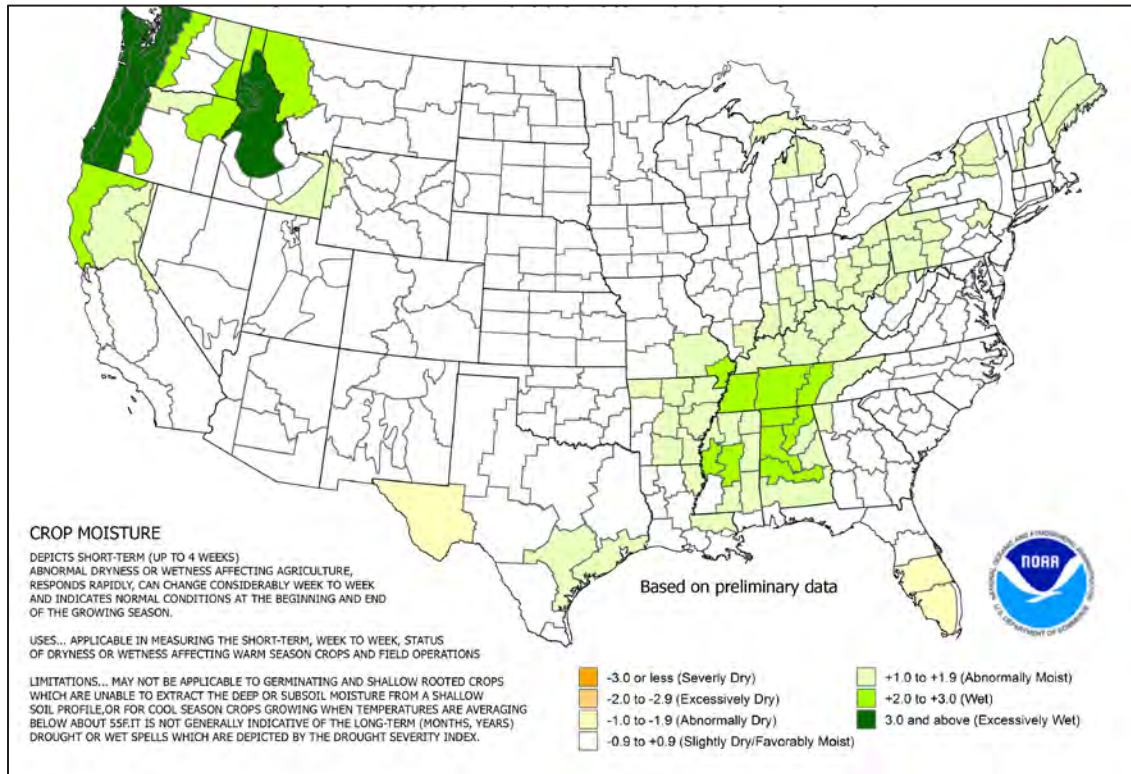 CROP MOISTURE
DEPICTS SHORT-TERM (UP TO 4 WEEKS)
ABNORMAL DRYNESS OR WETNESS AFFECTING AGRICULTURE,
RESPONDS RAPIDLY, CAN CHANGE CONSIDERABLY WEEK TO WEEK
AND INDICATES NORMAL CONDITIONS AT THE BEGINNING AND END
OF THE GROWING SEASON.
USES... APPLICABLE IN MEASURING THE SHORT-TERM, WEEK TO WEEK, STATUS
OF DRYNESS OR WETNESS AFFECTING WARM SEASON CROPS AND FIELD OPERATIONS
LIMITATIONS... MAY NOT BE APPLICABLE TO GERMINATING AND SHALLOW ROOTED CROPS
WHICH ARE UNABLE TO EXTRACT THE DEEP OR SUBSOIL MOISTURE FROM A SHALLOW
SOIL PROFILE,OR FOR COOL SEASON CROPS GROWING WHEN TEMPERATURES ARE AVERAGING
BELOW ABOUT 55F.IT IS NOT GENERALLY INDICATIVE OF THE LONG-TERM (MONTHS, YEARS)
DROUGHT OR WET SPELLS WHICH ARE DEPICTED BY THE DROUGHT SEVERITY INDEX.
Based on preliminary data
NATIONAL OCEANIC AND ATMOSPHERIC ADMINISTRATION
NOAA
U.S. DEPARTMENT OF COMMERCE
-3.0 or less (Severly Dry)
-2.0 to -2.9 (Excessively Dry)
-1.0 to -1.9 (Abnormally Dry)
-0.9 to +0.9 (Slightly Dry/Favorably Moist)
+1.0 to +1.9 (Abnormally Moist)
+2.0 to +3.0 (Wet)
3.0 and above (Excessively Wet)